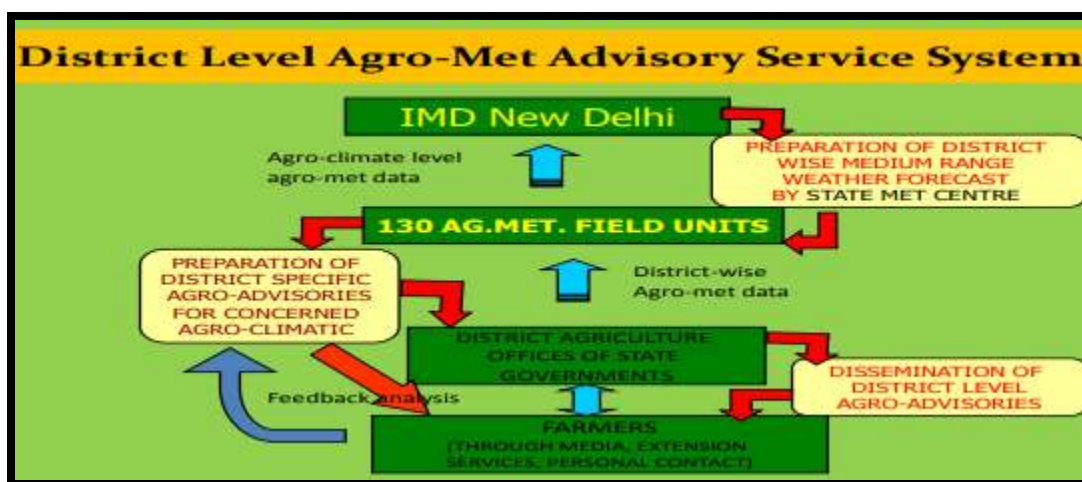 District Level Agro-Met Advisory Service System
IMD New Delhi
Agro-climate level
agro-met data
PREPARATION OF DISTRICT
WISE MEDIUM RANGE
WEATHER FORECAST
BY STATE MET CENTRE
130 AG.MET. FIELD UNITS
PREPARATION OF
DISTRICT SPECIFIC
AGRO-ADVISORIES
FOR CONCERNED
AGRO-CLIMATIC
District-wise
Agro-met data
DISTRICT AGRICULTURE
OFFICES OF STATE
GOVERNMENTS
DISSEMINATION OF
DISTRICT LEVEL
AGRO-ADVISORIES
Feedback analysis
FARMERS
(THROUGH MEDIA, EXTENSION
SERVICES, PERSONAL CONTACT)